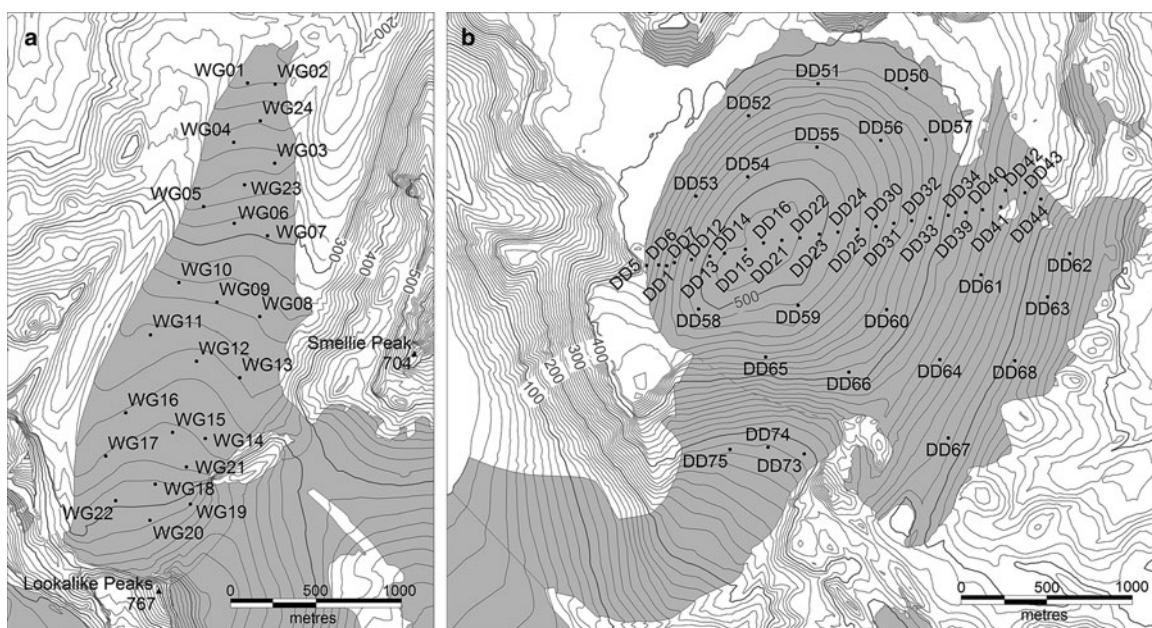 a
200
WG01
WG02
WG24
WG04
WG03
WG05
WG23
WG06
WG07
300
400
500
WG10
WG09
WG08
WG11
WG12
WG13
Smellie Peak
704
WG16
WG15
WG14
WG17
WG21
WG18
WG22
WG19
WG20
Lookalike Peaks
767
0 500 1000
metres
b
DD51
DD50
DD52
DD55
DD56
DD57
DD54
DD53
DD5
DD6
DD7
DD11
DD12
DD13
DD14
DD15
DD16
DD21
DD22
DD23
DD24
DD25
DD30
DD31
DD32
DD33
DD34
DD39
DD40
DD41
DD42
DD43
DD44
DD62
DD61
DD63
500
DD58
DD59
DD60
400
300
200
100
DD65
DD66
DD64
DD68
DD67
DD74
DD75
DD73
0 500 1000
metres